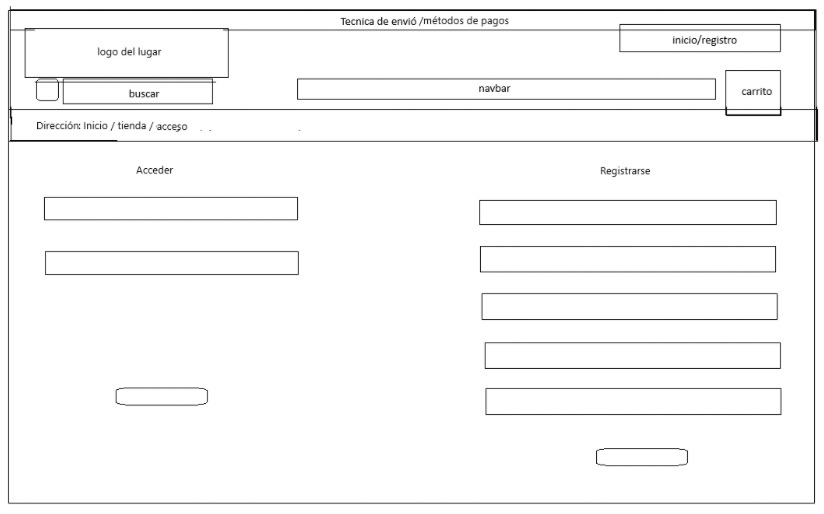 Tecnica de envió /métodos de pagos
inicio/registro
logo del lugar
buscar
navbar
carrito
Dirección: Inicio / tienda / acceso
Acceder
Registrarse